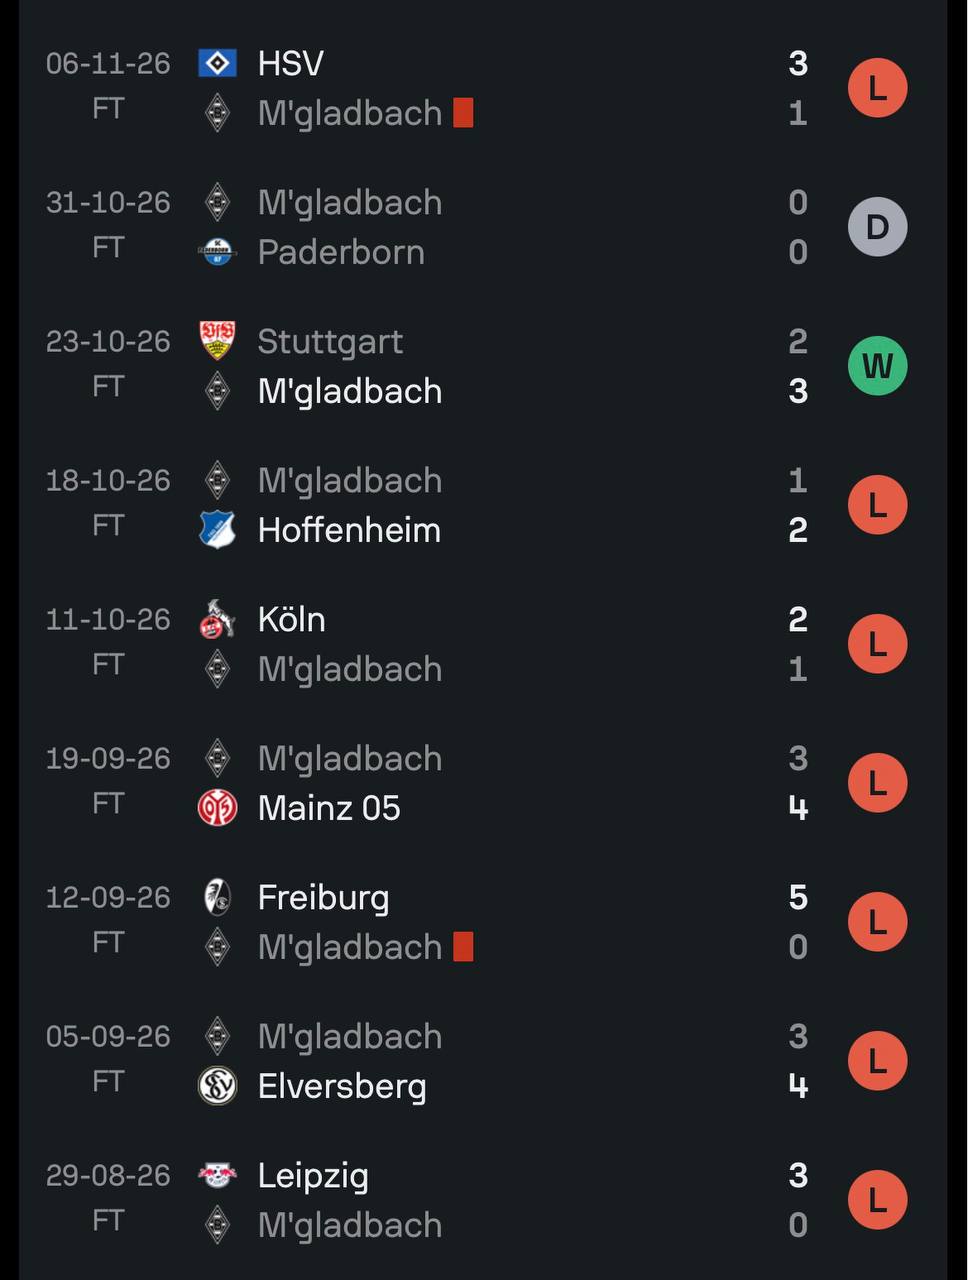 06-11-26 HSV 3 L
FT M'gladbach 1
31-10-26 M'gladbach 0 D
FT Paderborn 0
23-10-26 Stuttgart 2 W
FT M'gladbach 3
18-10-26 M'gladbach 1 L
FT Hoffenheim 2
11-10-26 Köln 2 L
FT M'gladbach 1
19-09-26 M'gladbach 3 L
FT Mainz 05 4
12-09-26 Freiburg 5 L
FT M'gladbach 0
05-09-26 M'gladbach 3 L
FT Elversberg 4
29-08-26 Leipzig 3 L
FT M'gladbach 0